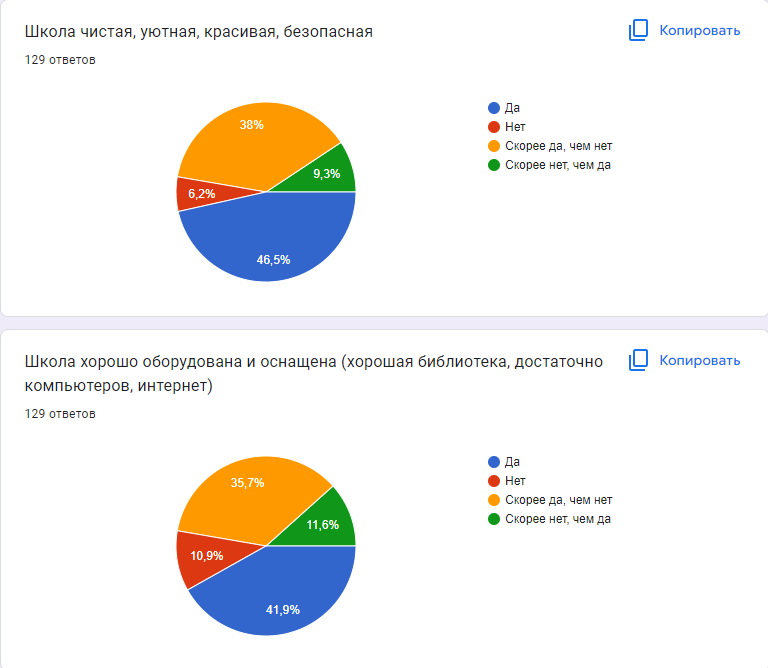 Школа чистая, уютная, красивая, безопасная
Копировать
129 ответов
38%
9,3%
6,2%
46,5%
Да
Нет
Скорее да, чем нет
Скорее нет, чем да
Школа хорошо оборудована и оснащена (хорошая библиотека, достаточно
компьютеров, интернет)
Копировать
129 ответов
35,7%
11,6%
10,9%
41,9%
Да
Нет
Скорее да, чем нет
Скорее нет, чем да